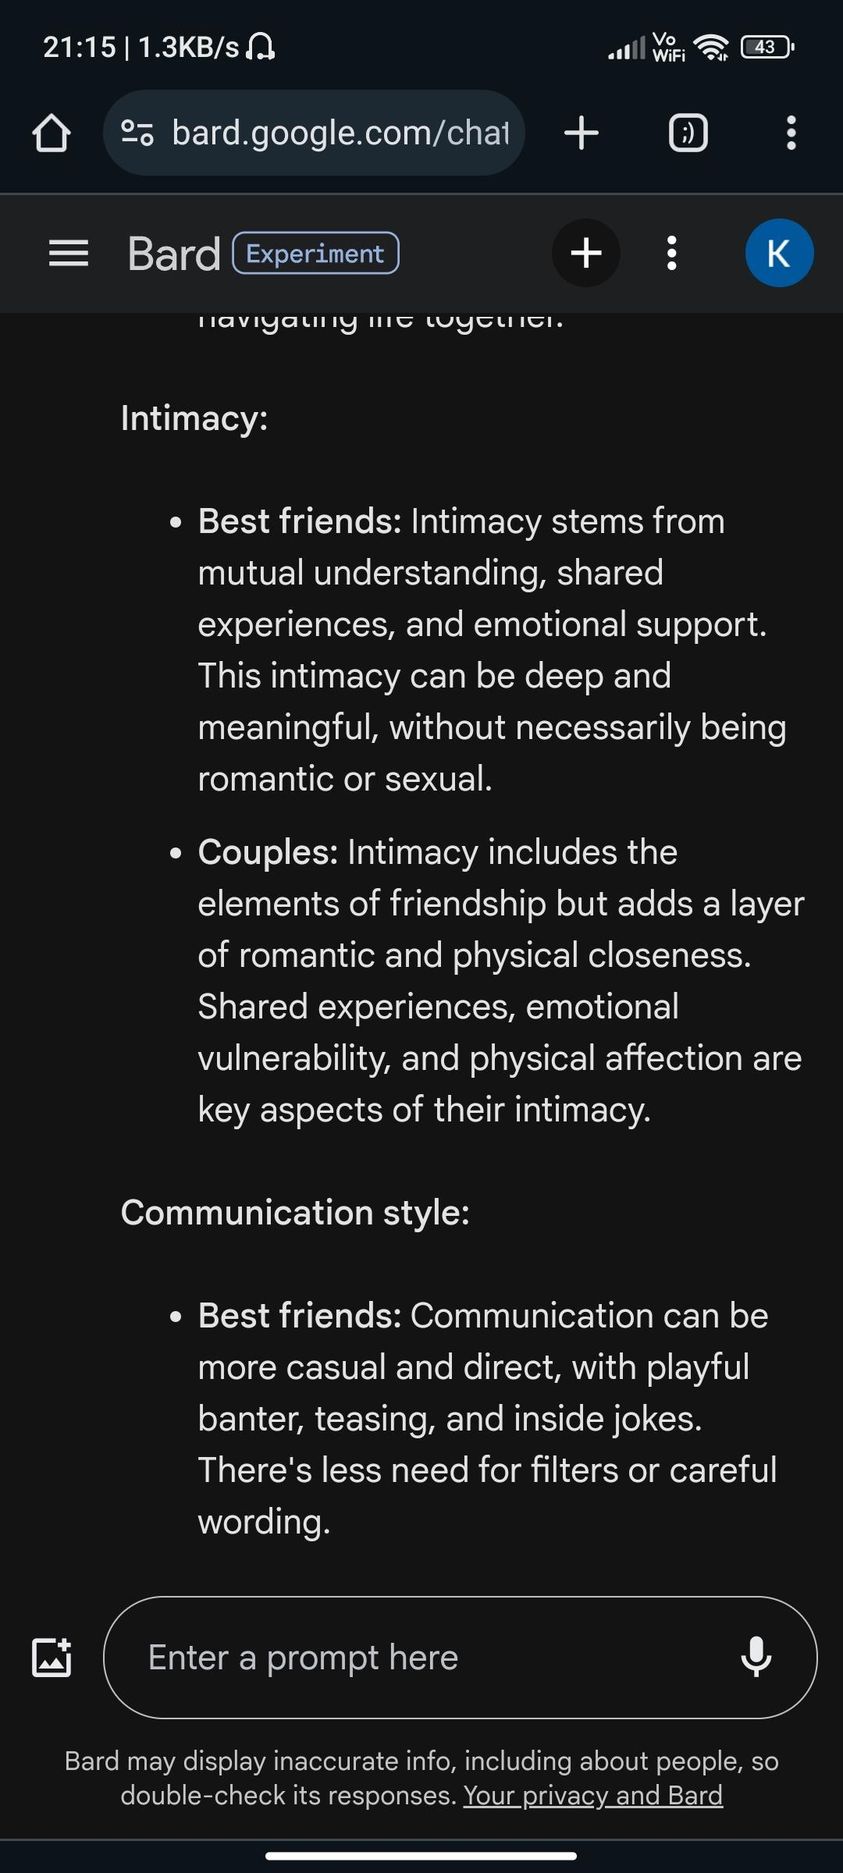 21:15 | 1.3KB/s
Vo
WiFi
43
bard.google.com/chat
;)
Bard
Experiment
K
navigating life together.
Intimacy:
• Best friends: Intimacy stems from
mutual understanding, shared
experiences, and emotional support.
This intimacy can be deep and
meaningful, without necessarily being
romantic or sexual.
• Couples: Intimacy includes the
elements of friendship but adds a layer
of romantic and physical closeness.
Shared experiences, emotional
vulnerability, and physical affection are
key aspects of their intimacy.
Communication style:
• Best friends: Communication can be
more casual and direct, with playful
banter, teasing, and inside jokes.
There's less need for filters or careful
wording.
Enter a prompt here
Bard may display inaccurate info, including about people, so
double-check its responses. Your privacy and Bard